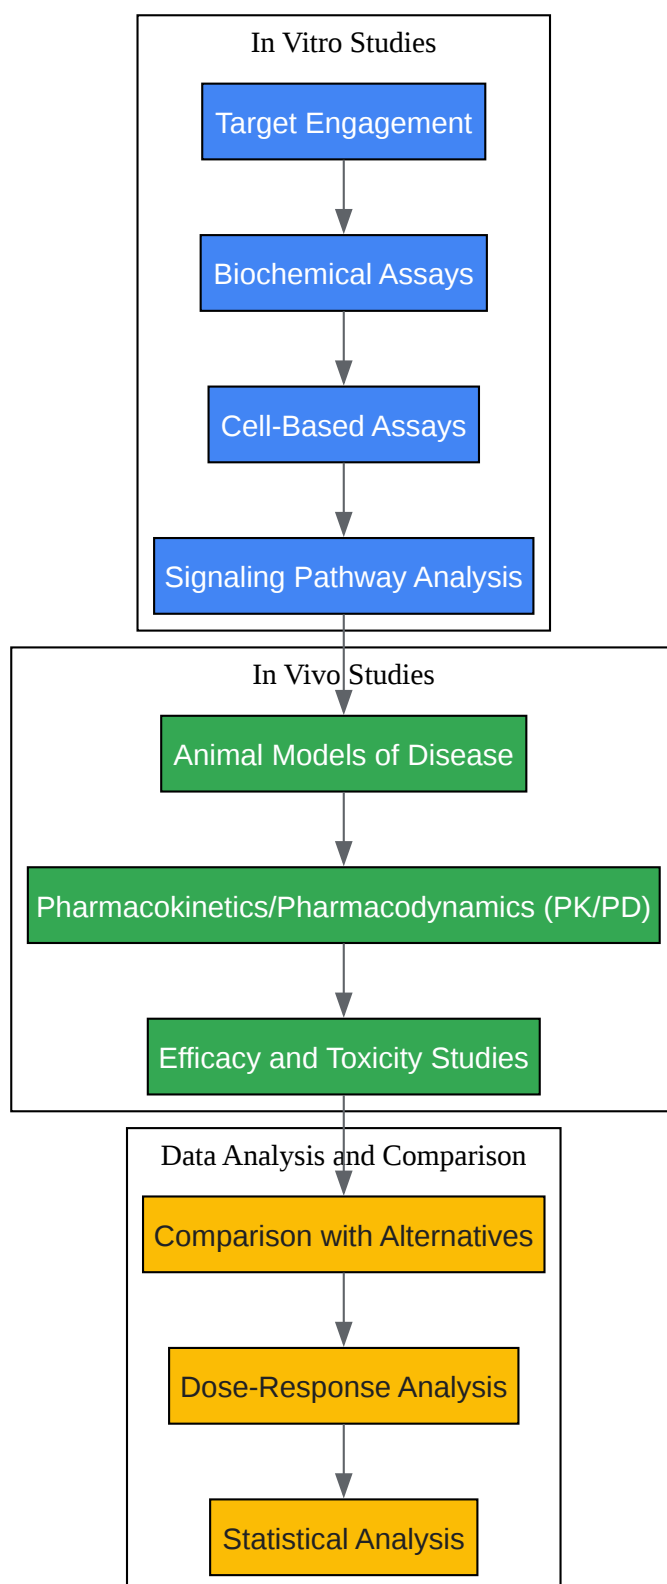 In Vitro Studies
Target Engagement
Biochemical Assays
Cell-Based Assays
Signaling Pathway Analysis
In Vivo Studies
Animal Models of Disease
Pharmacokinetics/Pharmacodynamics (PK/PD)
Efficacy and Toxicity Studies
Data Analysis and Comparison
Comparison with Alternatives
Dose-Response Analysis
Statistical Analysis